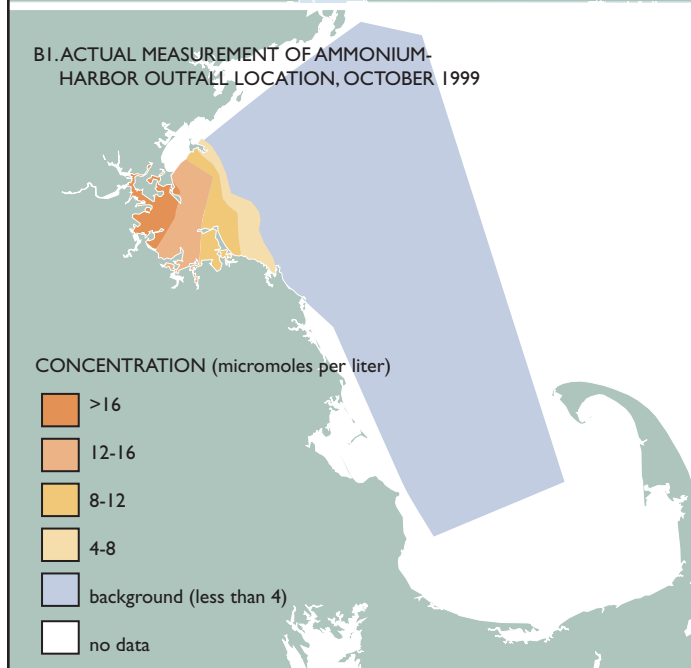 B1. ACTUAL MEASUREMENT OF AMMONIUM-
HARBOR OUTFALL LOCATION, OCTOBER 1999
CONCENTRATION (micromoles per liter)
>16
12-16
8-12
4-8
background (less than 4)
no data